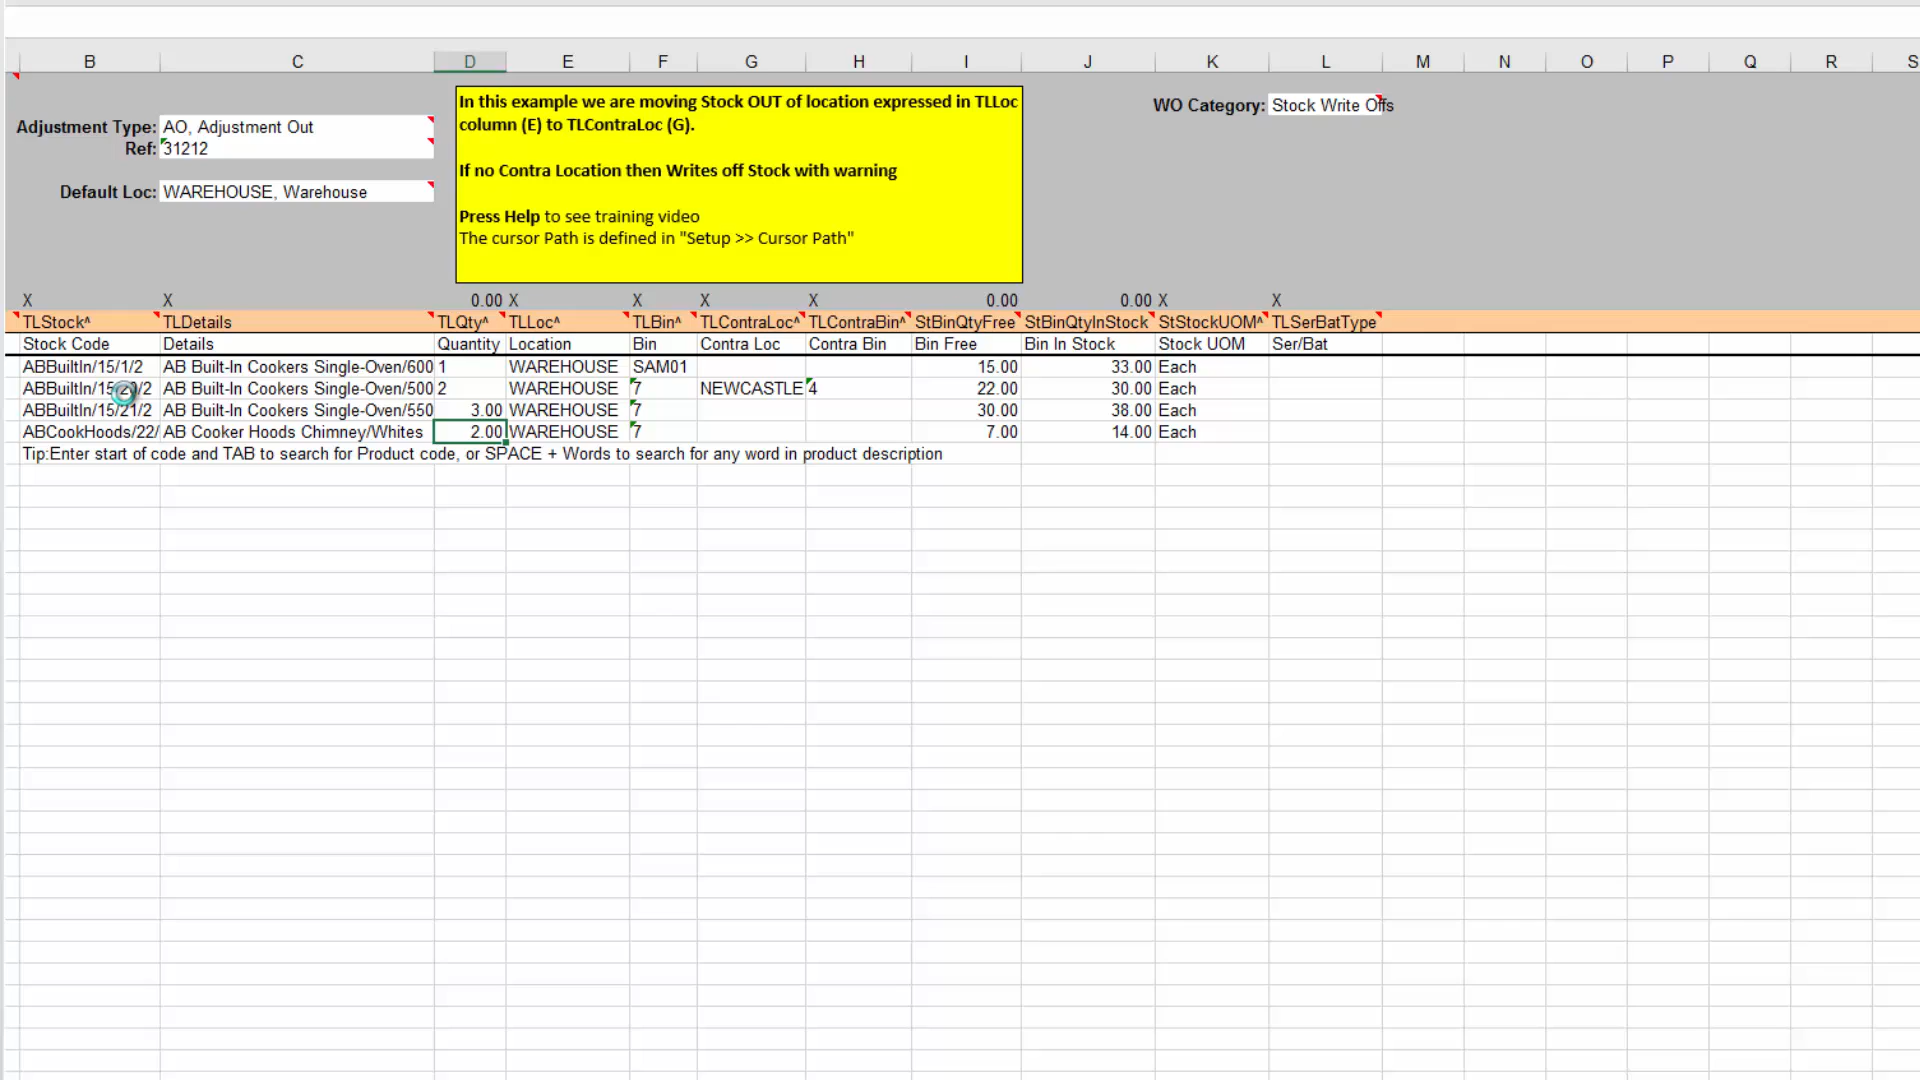 B C D E F G H I J K L M N O P Q R S
In this example we are moving Stock OUT of location expressed in TLLoc
column (E) to TLContraLoc (G).
If no Contra Location then Writes off Stock with warning
Press Help to see training video
The cursor Path is defined in "Setup >> Cursor Path"
WO Category: Stock Write Offs
Adjustment Type: AO, Adjustment Out
Ref: 31212
Default Loc: WAREHOUSE, Warehouse
X X 0.00 X X X X 0.00 0.00 X X
TLStock^ TLDetails TLQty^ TLLoc^ TLBin^ TLContraLoc^ TLContraBin^ StBinQtyFree StBinQtyInStock StStockUOM^ TLSerBatType
Stock Code Details Quantity Location Bin Contra Loc Contra Bin Bin Free Bin In Stock Stock UOM Ser/Bat
ABBuiltIn/15/1/2 AB Built-In Cookers Single-Oven/600 1 WAREHOUSE SAM01 15.00 33.00 Each
AB Built-In Cookers Single-Oven/500 2 WAREHOUSE 7 NEWCASTLE 4 22.00 30.00 Each
ABBuiltIn/15/21/2 AB Built-In Cookers Single-Oven/550 3.00 WAREHOUSE 7 30.00 38.00 Each
ABCookHoods/22/ AB Cooker Hoods Chimney/Whites 2.00 WAREHOUSE 7 7.00 14.00 Each
Tip:Enter start of code and TAB to search for Product code, or SPACE + Words to search for any word in product description